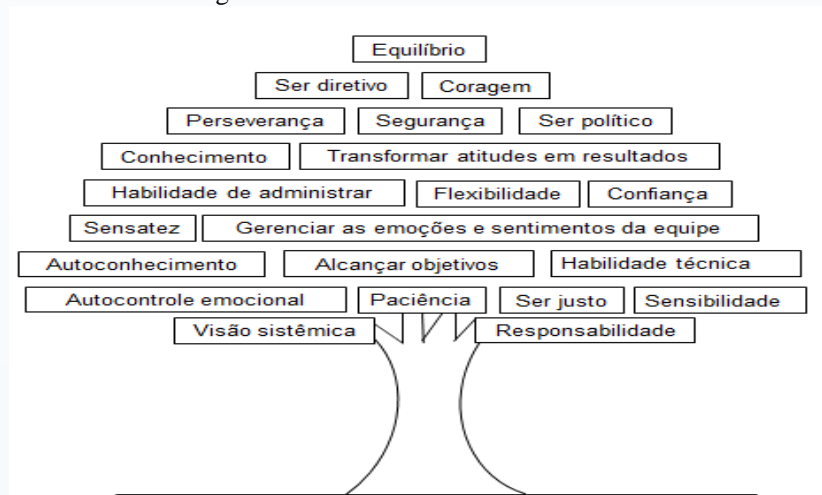 Equilíbrio
Ser diretivo Coragem
Perseverança Segurança Ser político
Conhecimento Transformar atitudes em resultados
Habilidade de administrar Flexibilidade Confiança
Sensatez Gerenciar as emoções e sentimentos da equipe
Autoconhecimento Alcançar objetivos Habilidade técnica
Autocontrole emocional Paciência Ser justo Sensibilidade
Visão sistêmica Responsabilidade